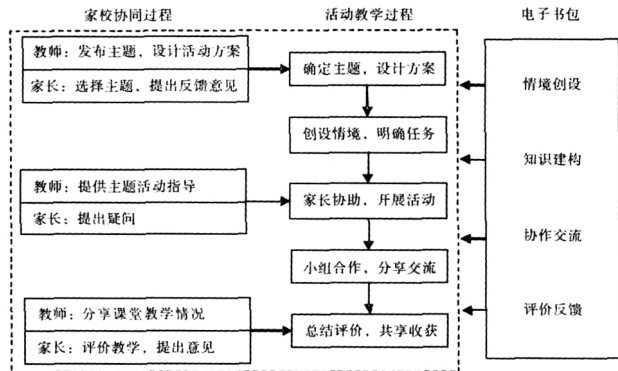 家校协同过程
活动教学过程
电子书包
教师：发布主题，设计活动方案
家长：选择主题，提出反馈意见
确定主题，设计方案
情境创设
创设情境，明确任务
知识建构
教师：提供主题活动指导
家长：提出疑问
家长协助，开展活动
协作交流
小组合作，分享交流
教师：分享课堂教学情况
家长：评价教学，提出意见
总结评价，共享收获
评价反馈